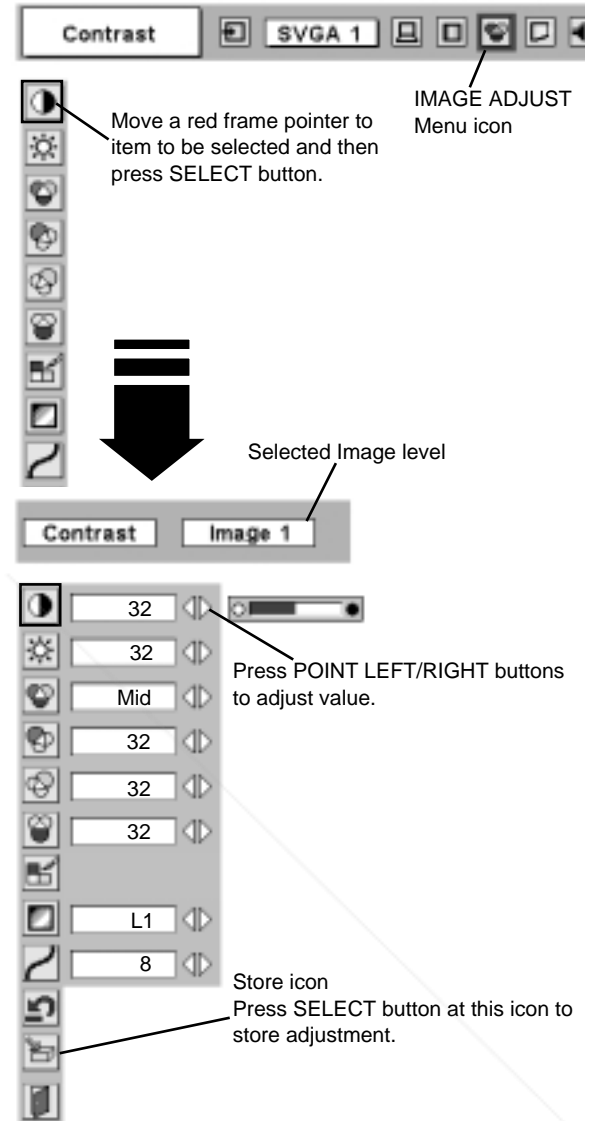 Contrast SVGA 1
IMAGE ADJUST
Menu icon
Move a red frame pointer to
item to be selected and then
press SELECT button.
Selected Image level
Contrast Image 1
32
32
Press POINT LEFT/RIGHT buttons
to adjust value.
Mid
32
32
32
L1
8
Store icon
Press SELECT button at this icon to
store adjustment.